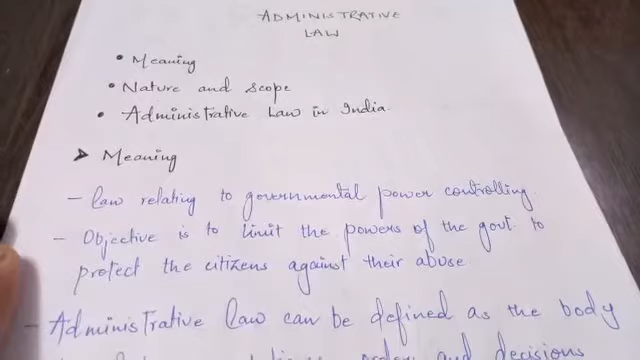 ADMINISTRATIVE
LAW
• Meaning
• Nature and scope
• Administrative Law in India.
➤ Meaning
- Law relating to governmental power controlling.
- Objective is to limit the powers of the govt. to
protect the citizens against their abuse
- Administrative law can be defined as the body
orders and decisions